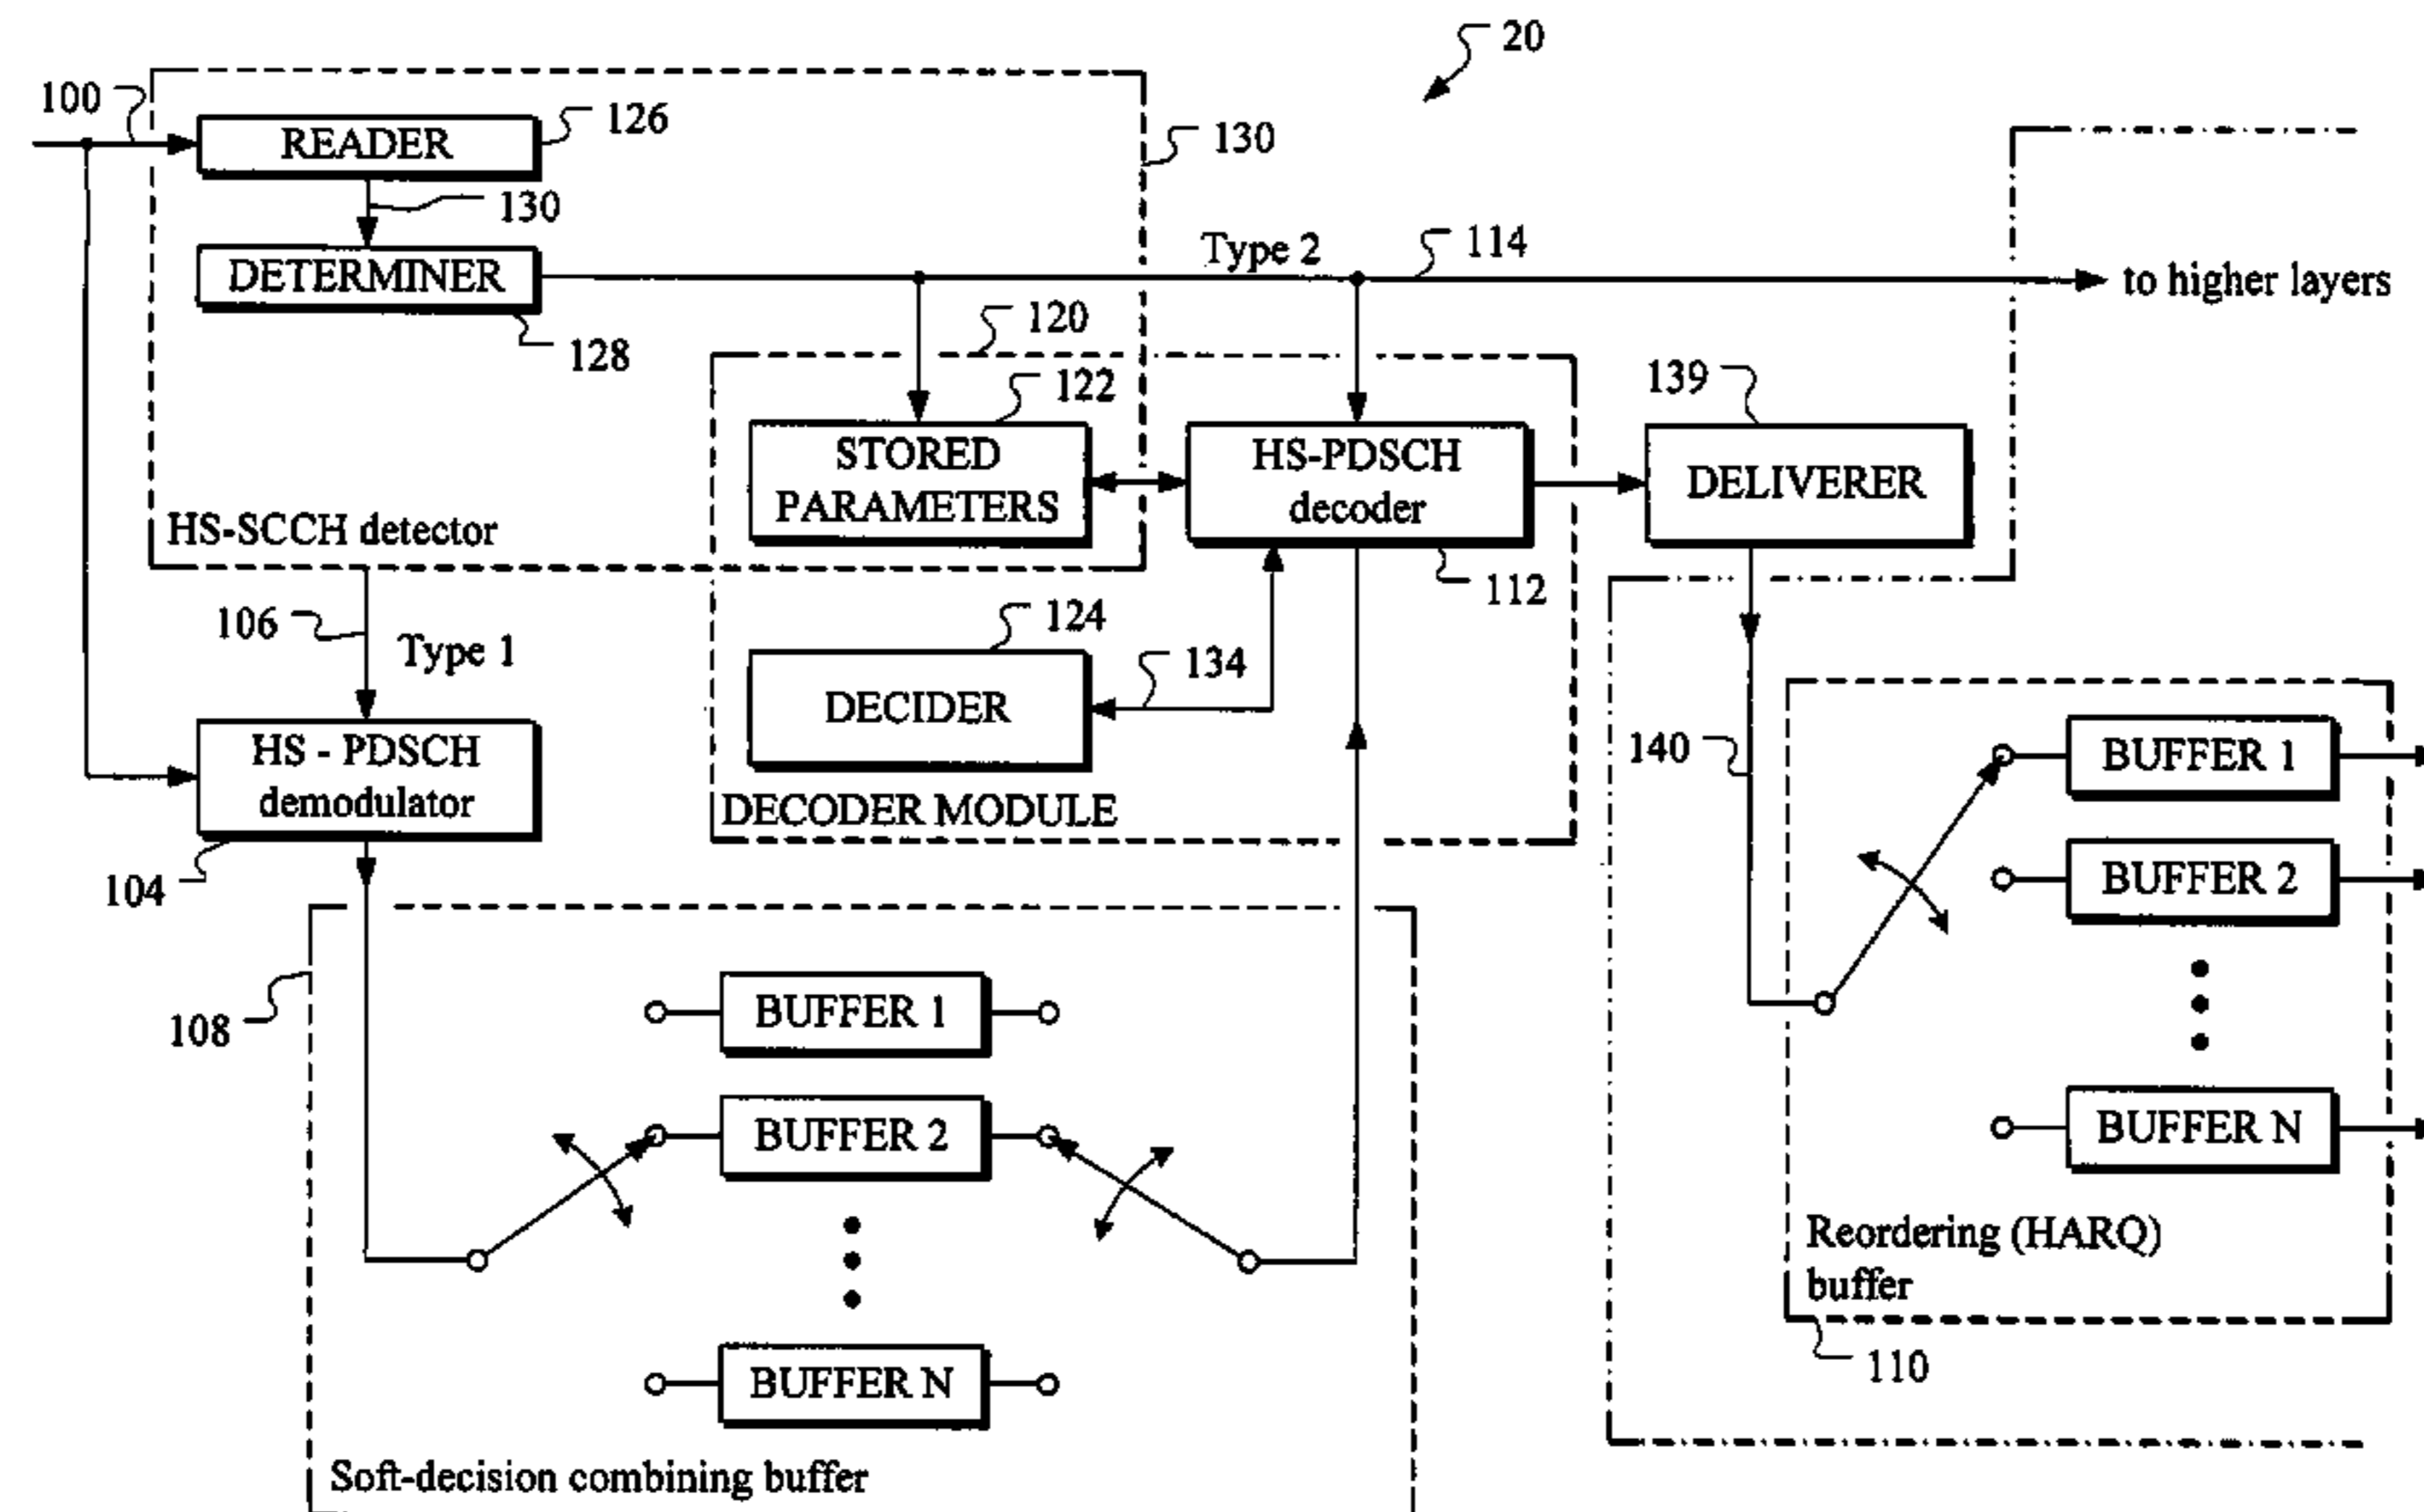 20
100
READER
126
130
130
DETERMINER
128
Type 2
114
to higher layers
120
122
STORED
PARAMETERS
HS-PDSCH
decoder
112
139
DELIVERER
HS-SCCH detector
106
Type 1
124
DECIDER
134
DECODER MODULE
HS - PDSCH
demodulator
104
108
BUFFER 1
BUFFER 2
BUFFER N
Soft-decision combining buffer
140
BUFFER 1
BUFFER 2
BUFFER N
Reordering (HARQ)
buffer
110